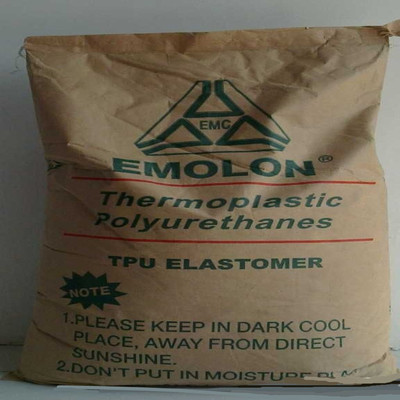 EMC
EMOLON®
Thermoplastic
Polyurethanes
TPU ELASTOMER
NOTE
1.PLEASE KEEP IN DARK COOL
PLACE, AWAY FROM DIRECT
SUNSHINE.
2.DON'T PUT IN MOISTURE